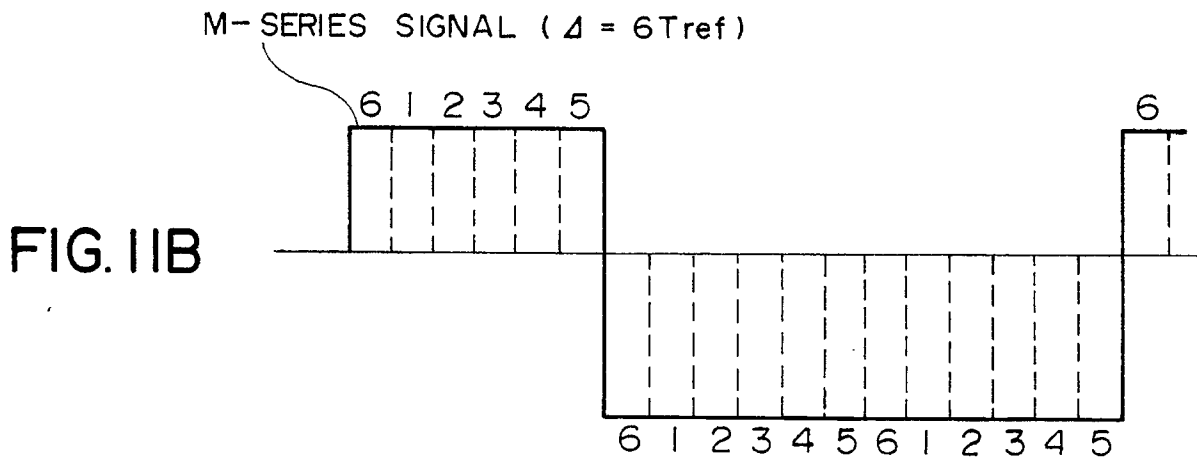 M-SERIES SIGNAL (Δ = 6Tref)
6 1 2 3 4 5 6
FIG. 11B
6 1 2 3 4 5 6 1 2 3 4 5